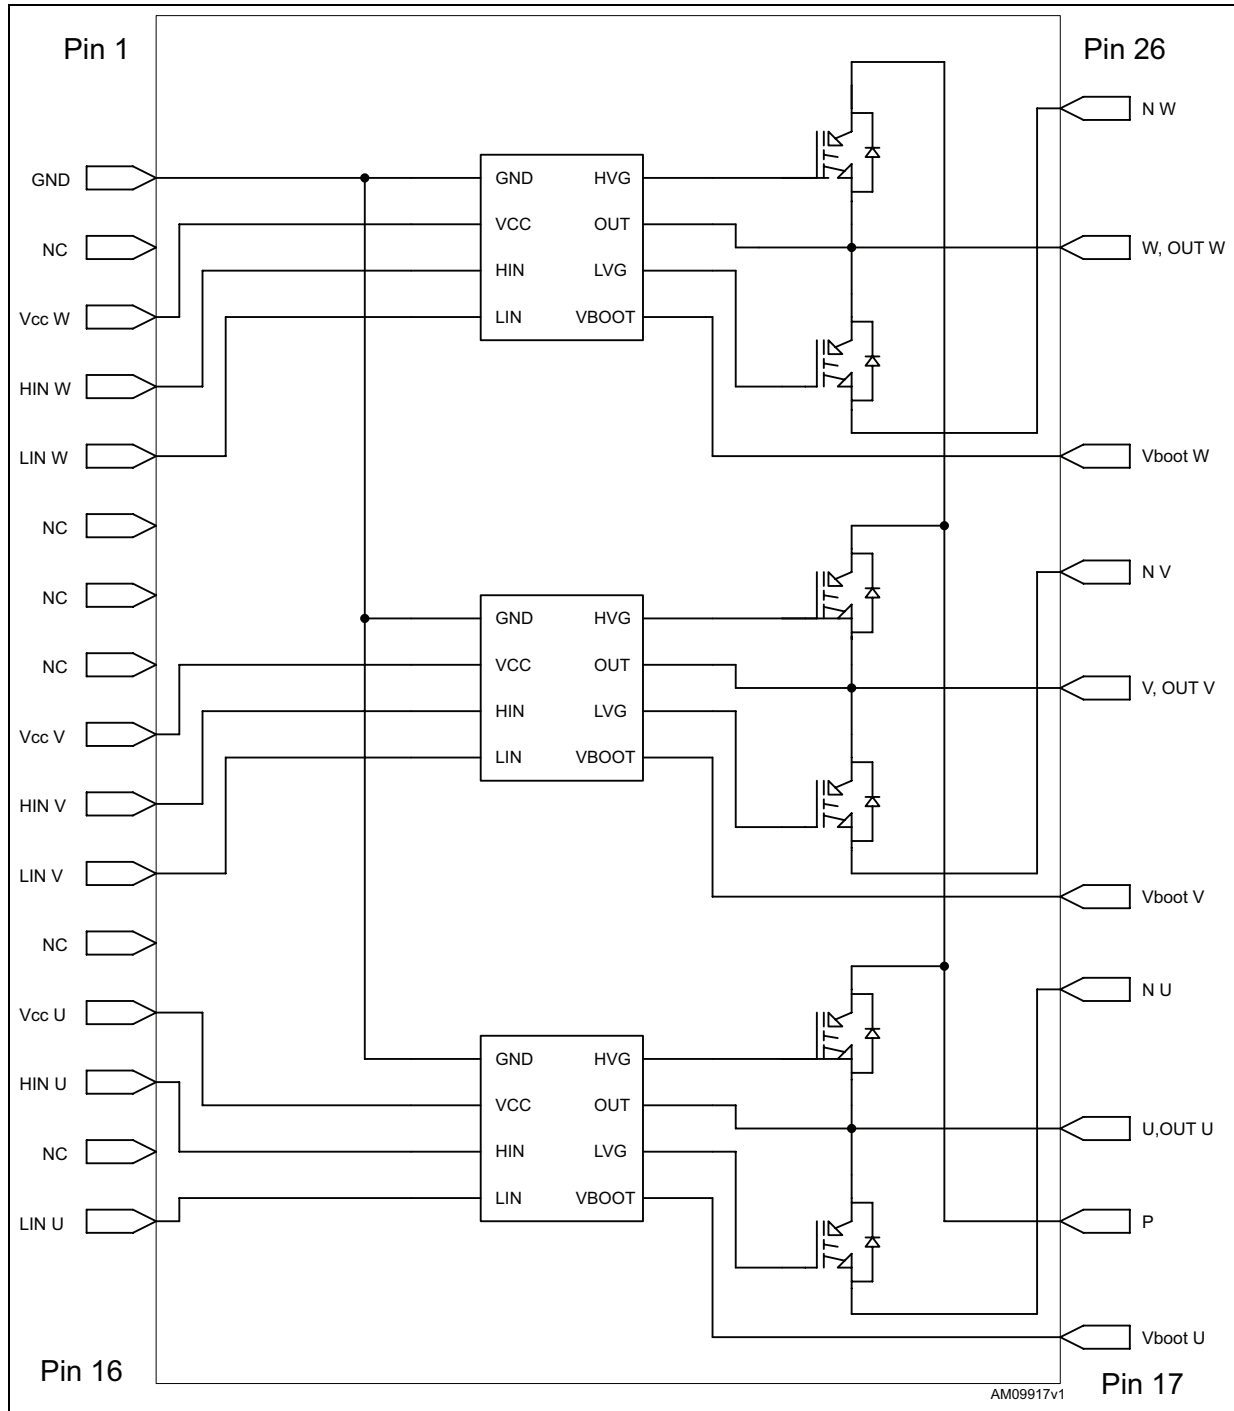 Pin 1
Pin 26
GND
NC
Vcc W
HIN W
LIN W
NC
NC
NC
Vcc V
HIN V
LIN V
NC
Vcc U
HIN U
NC
LIN U
Pin 16
GND HVG
VCC OUT
HIN LVG
LIN VBOOT
GND HVG
VCC OUT
HIN LVG
LIN VBOOT
GND HVG
VCC OUT
HIN LVG
LIN VBOOT
N W
W, OUT W
Vboot W
N V
V, OUT V
Vboot V
N U
U,OUT U
P
Vboot U
AM09917v1
Pin 17